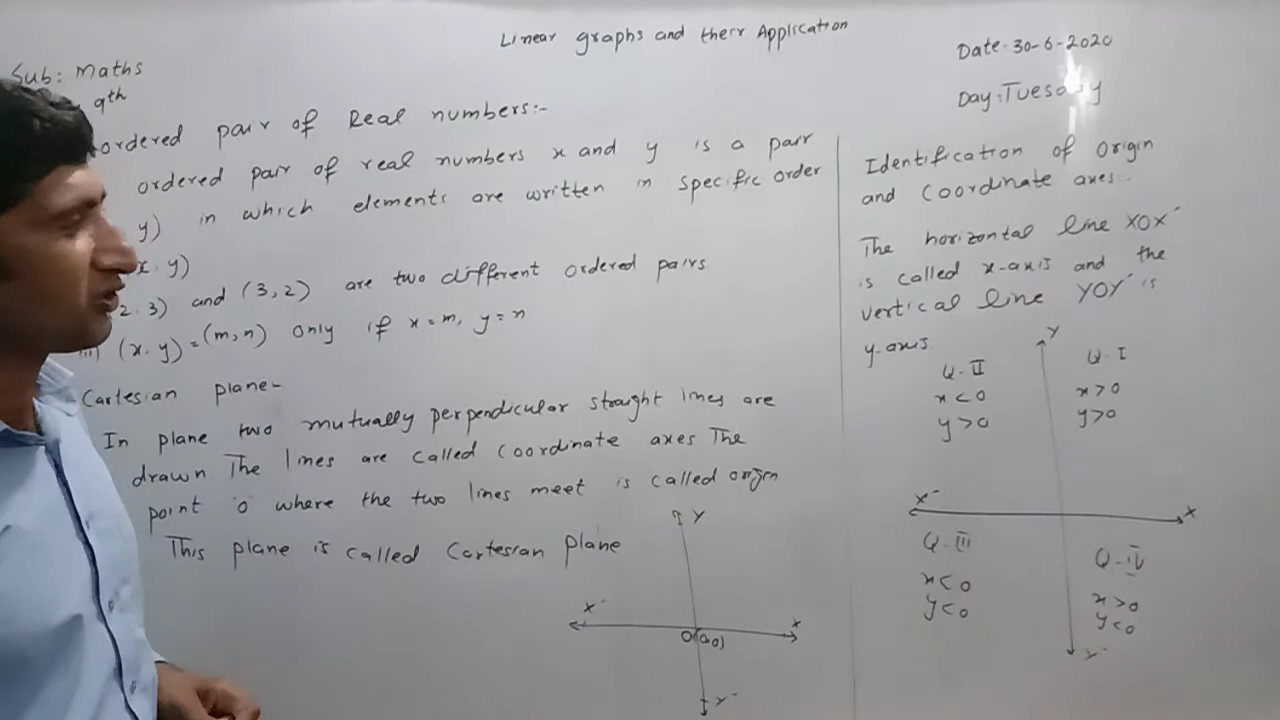 Linear graphs and their Application
Date: 30-6-2020
Sub: Maths
9th
Day: Tuesday
ordered pair of Real numbers:-
ordered pair of real numbers x and y is a pair
y) in which elements are written in specific order
x, y)
2, 3) and (3, 2) are two different ordered pairs
(x, y) = (m, n) only if x = m, y = n
Cartesian plane-
In plane two mutually perpendicular straight lines are
drawn The lines are called coordinate axes The
point 'o' where the two lines meet is called origin
This plane is called Cartesian plane
Y
X'
X
O(0,0)
Y'
Identification of origin
and Coordinate axes:-
The horizontal line XOX'
is called x-axis and the
vertical line YOY' is
y-axis
Y
Q-II
x < 0
y > 0
Q-I
x > 0
y > 0
X'
X
Q-III
x < 0
y < 0
Q-IV
x > 0
y < 0
Y'